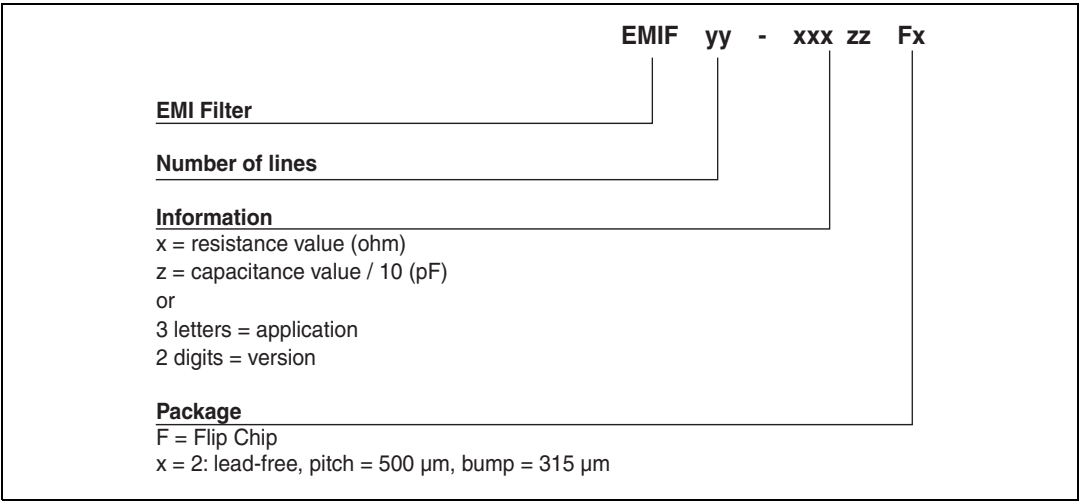 EMIF yy - xxx zz Fx
EMI Filter
Number of lines
Information
x = resistance value (ohm)
z = capacitance value / 10 (pF)
or
3 letters = application
2 digits = version
Package
F = Flip Chip
x = 2: lead-free, pitch = 500 µm, bump = 315 µm